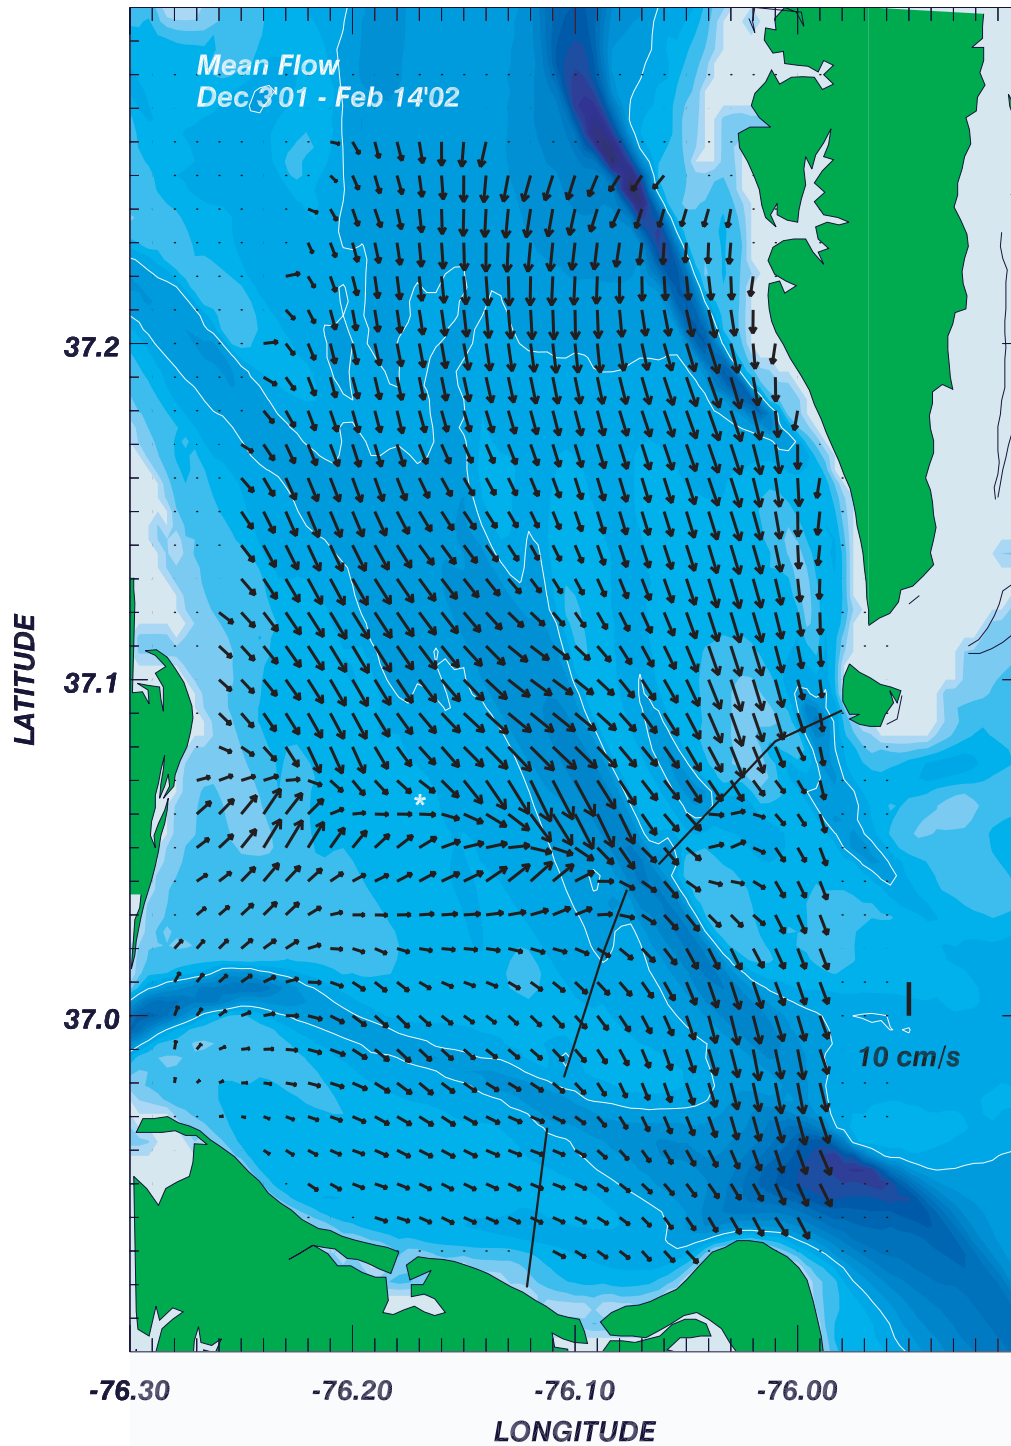 Mean Flow
Dec 3'01 - Feb 14'02
37.2
LATITUDE
37.1
*
37.0
10 cm/s
-76.30 -76.20 -76.10 -76.00
LONGITUDE